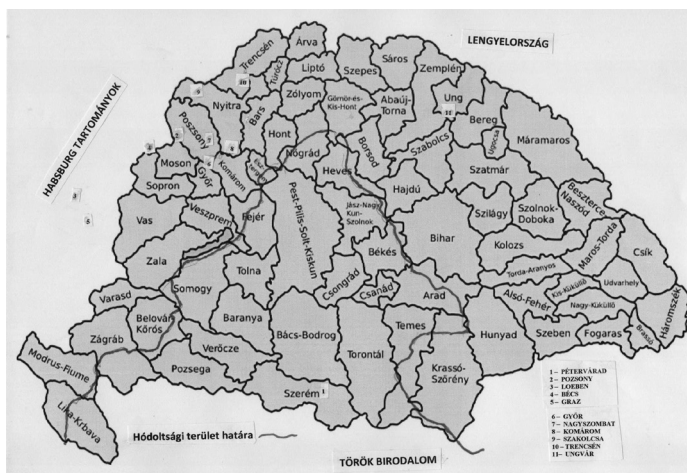 LENGYELORSZÁG
HABSBURG TARTOMÁNYOK
Árva
Trencsén
Turócz
Liptó
Szepes
Sáros
Zemplén
Ung
11
Nyitra
Bars
Zólyom
Gömör-és-
Kis-Hont
Abaúj-
Torna
Bereg
Ugocsa
Máramaros
Pozsony
Hont
Nógrád
Borsod
Szabolcs
Szatmár
Moson
Sopron
Győr
Komárom
Heves
Hajdú
Vas
Veszprém
Fejér
Pest-Pilis-Solt-Kiskun
Jász-Nagy
Kun-
Szolnok
Bihar
Szilágy
Szolnok-
Doboka
Beszterce
Naszód
Kolozs
Maros-Torda
Csík
Zala
Somogy
Tolna
Békés
Csongrád
Csanád
Arad
Torda-Aranyos
Alsó-Fehér
Kis-Küküllő
Udvarhely
Nagy-Küküllő
Háromszék
Varasd
Belovár
Kőrös
Zágráb
Baranya
Bács-Bodrog
Torontál
Temes
Krassó-
Szörény
Hunyad
Szeben
Fogaras
Brassó
Modrus-Fiume
Lika-Krbava
Verőcze
Pozsega
Szerém
1
1 – PÉTERVÁRAD
2 – POZSONY
3 – LOEBEN
4 – BÉCS
5 – GRAZ
6 – GYŐR
7 – NAGYSZOMBAT
8 – KOMÁROM
9 – SZAKOLCSA
10 – TRENCSÉN
11 – UNGVÁR
Hódoltsági terület határa
TÖRÖK BIRODALOM